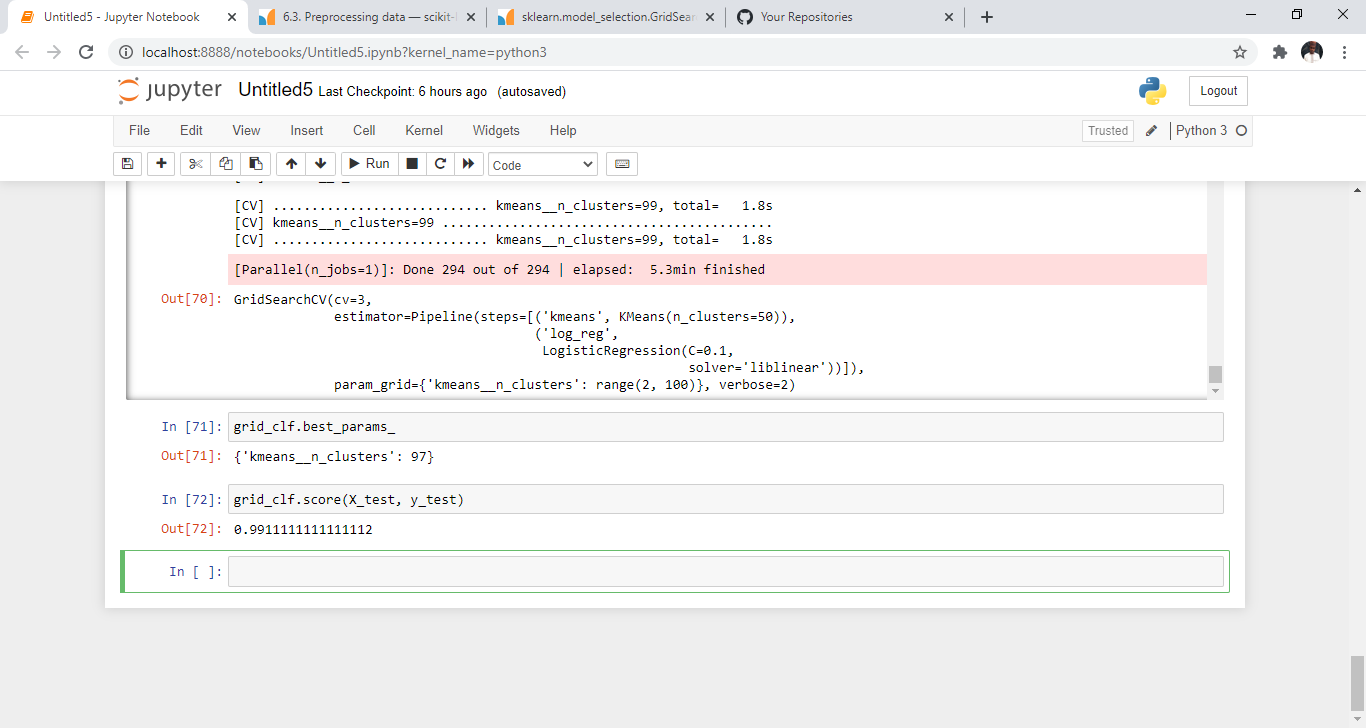 Untitled5 - Jupyter Notebook
6.3. Preprocessing data — scikit-l
sklearn.model_selection.GridSear
Your Repositories
localhost:8888/notebooks/Untitled5.ipynb?kernel_name=python3
jupyter Untitled5 Last Checkpoint: 6 hours ago (autosaved)
Logout
File Edit View Insert Cell Kernel Widgets Help
Trusted Python 3
Run Code
[CV] ............................ kmeans__n_clusters=99, total=   1.8s
[CV] kmeans__n_clusters=99 ...........................................
[CV] ............................ kmeans__n_clusters=99, total=   1.8s
[Parallel(n_jobs=1)]: Done 294 out of 294 | elapsed:  5.3min finished
Out[70]: GridSearchCV(cv=3,
estimator=Pipeline(steps=[('kmeans', KMeans(n_clusters=50)),
('log_reg',
LogisticRegression(C=0.1,
solver='liblinear'))]),
param_grid={'kmeans__n_clusters': range(2, 100)}, verbose=2)
In [71]: grid_clf.best_params_
Out[71]: {'kmeans__n_clusters': 97}
In [72]: grid_clf.score(X_test, y_test)
Out[72]: 0.9911111111111112
In [ ]: